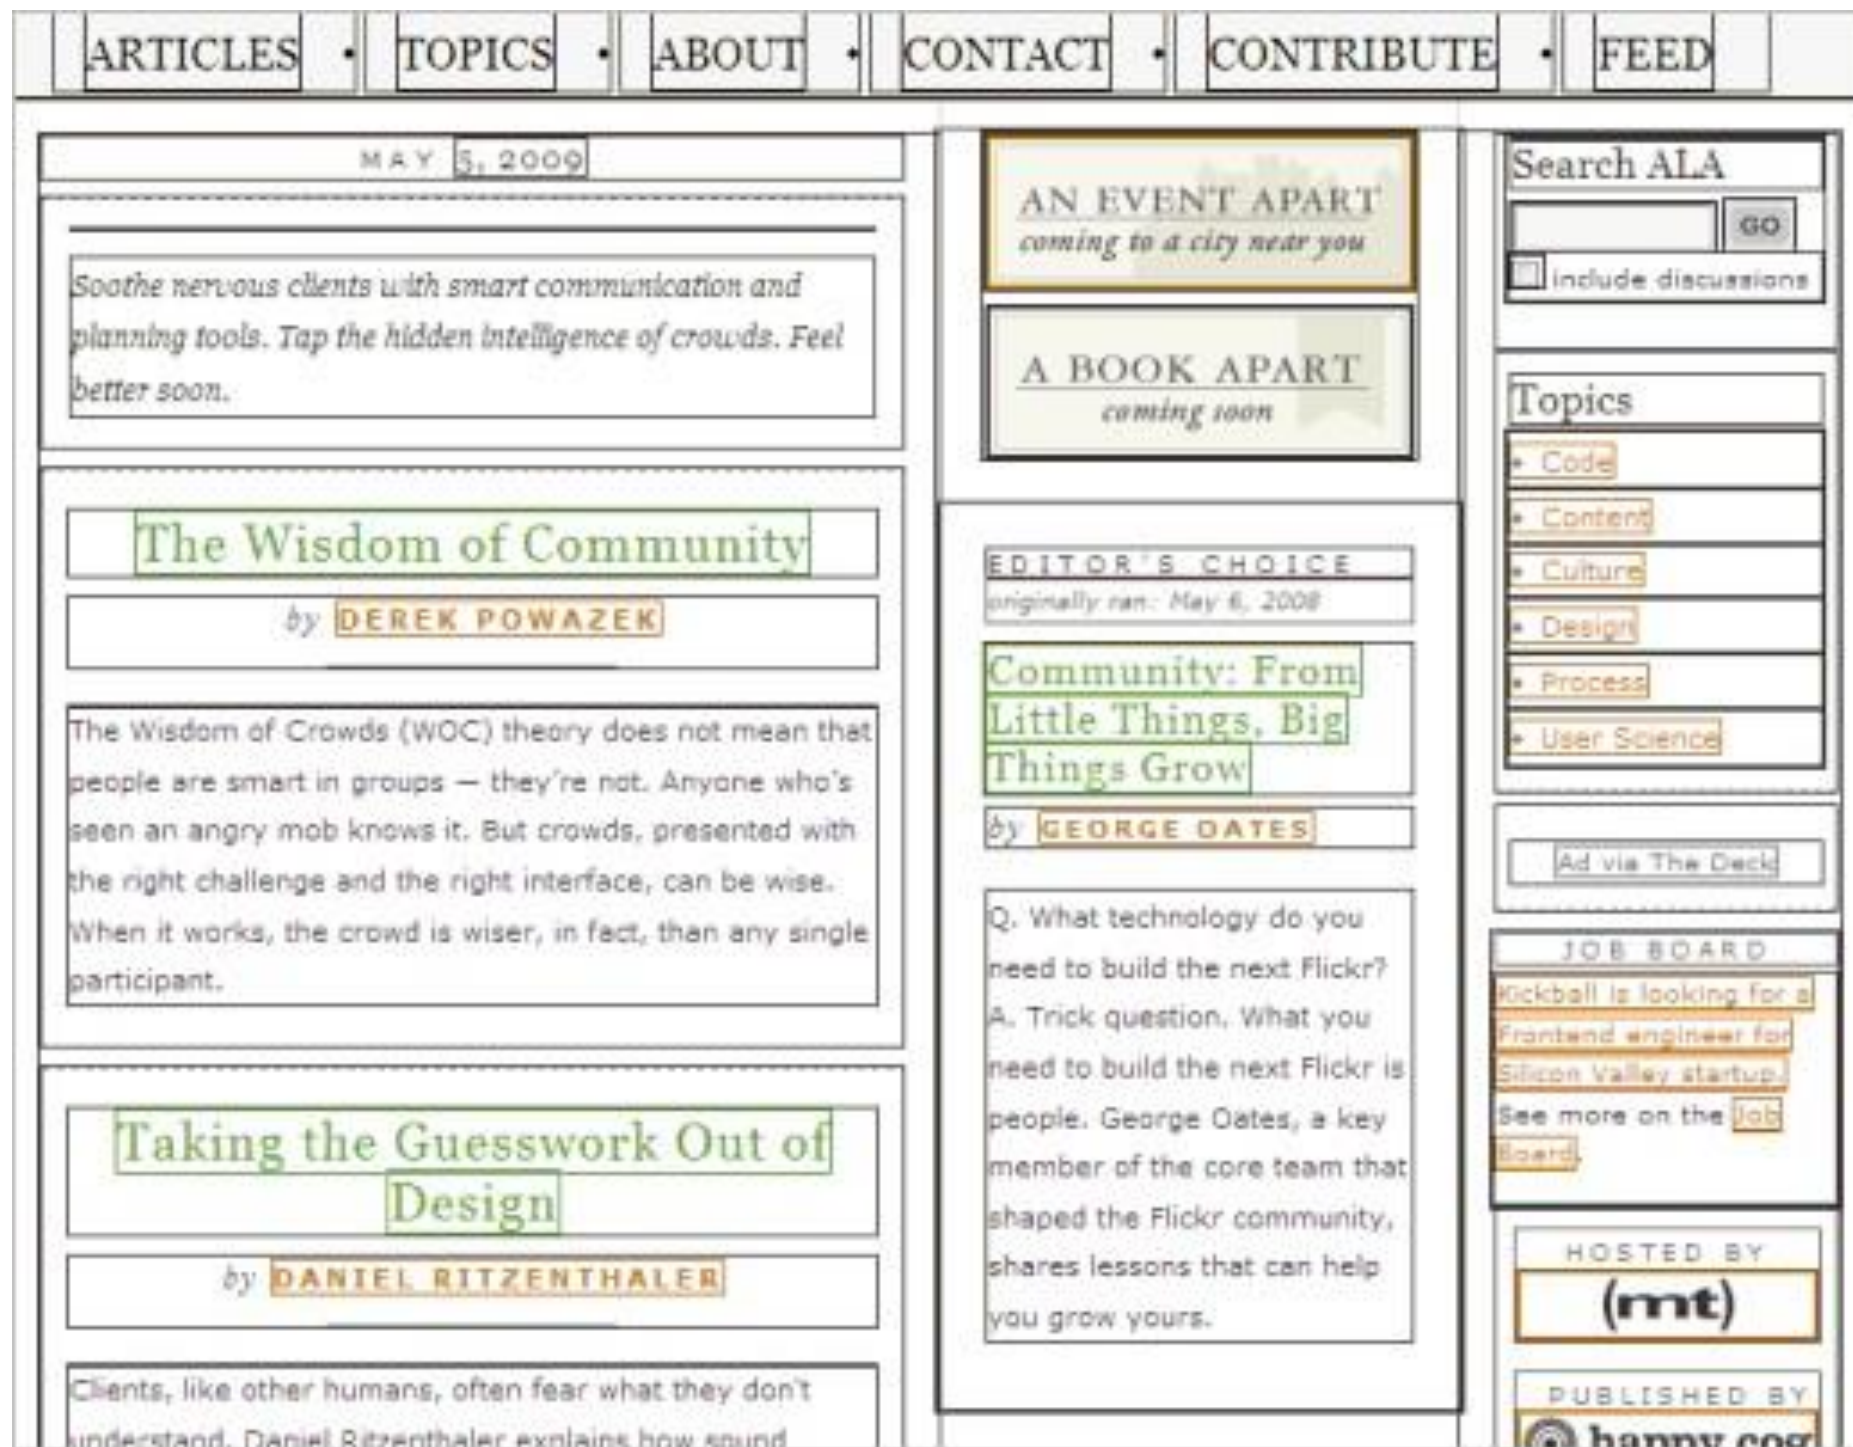 ARTICLES • TOPICS • ABOUT • CONTACT • CONTRIBUTE • FEED
MAY 5, 2009
Soothe nervous clients with smart communication and
planning tools. Tap the hidden intelligence of crowds. Feel
better soon.
The Wisdom of Community
by DEREK POWAZEK
The Wisdom of Crowds (WOC) theory does not mean that
people are smart in groups — they're not. Anyone who's
seen an angry mob knows it. But crowds, presented with
the right challenge and the right interface, can be wise.
When it works, the crowd is wiser, in fact, than any single
participant.
Taking the Guesswork Out of
Design
by DANIEL RITZENTHALER
Clients, like other humans, often fear what they don't
understand. Daniel Ritzenthaler explains how sound
AN EVENT APART
coming to a city near you
A BOOK APART
coming soon
EDITOR'S CHOICE
originally ran: May 6, 2008
Community: From
Little Things, Big
Things Grow
by GEORGE OATES
Q. What technology do you
need to build the next Flickr?
A. Trick question. What you
need to build the next Flickr is
people. George Oates, a key
member of the core team that
shaped the Flickr community,
shares lessons that can help
you grow yours.
Search ALA
GO
include discussions
Topics
• Code
• Content
• Culture
• Design
• Process
• User Science
Ad via The Deck
JOB BOARD
Kickball is looking for a
Frontend engineer for
Silicon Valley startup.
See more on the Job
Board.
HOSTED BY
(mt)
PUBLISHED BY
happy cog